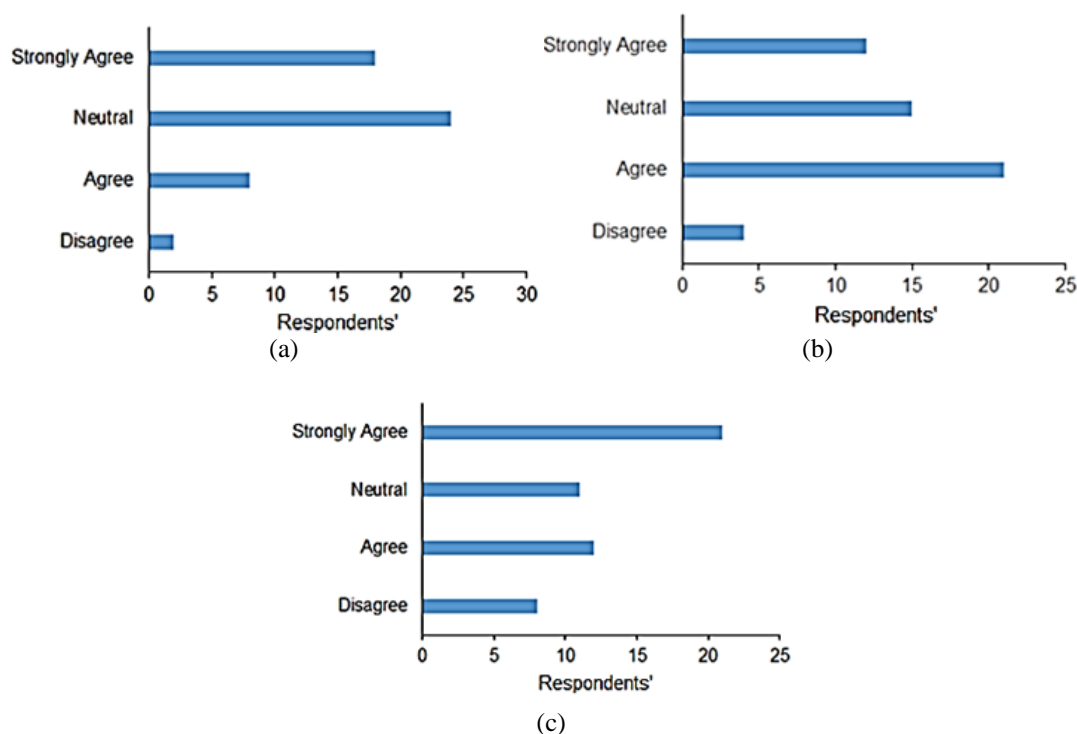 Strongly Agree
Neutral
Agree
Disagree
0 5 10 15 20 25 30
Respondents'
(a)
Strongly Agree
Neutral
Agree
Disagree
0 5 10 15 20 25
Respondents'
(b)
Strongly Agree
Neutral
Agree
Disagree
0 5 10 15 20 25
Respondents'
(c)